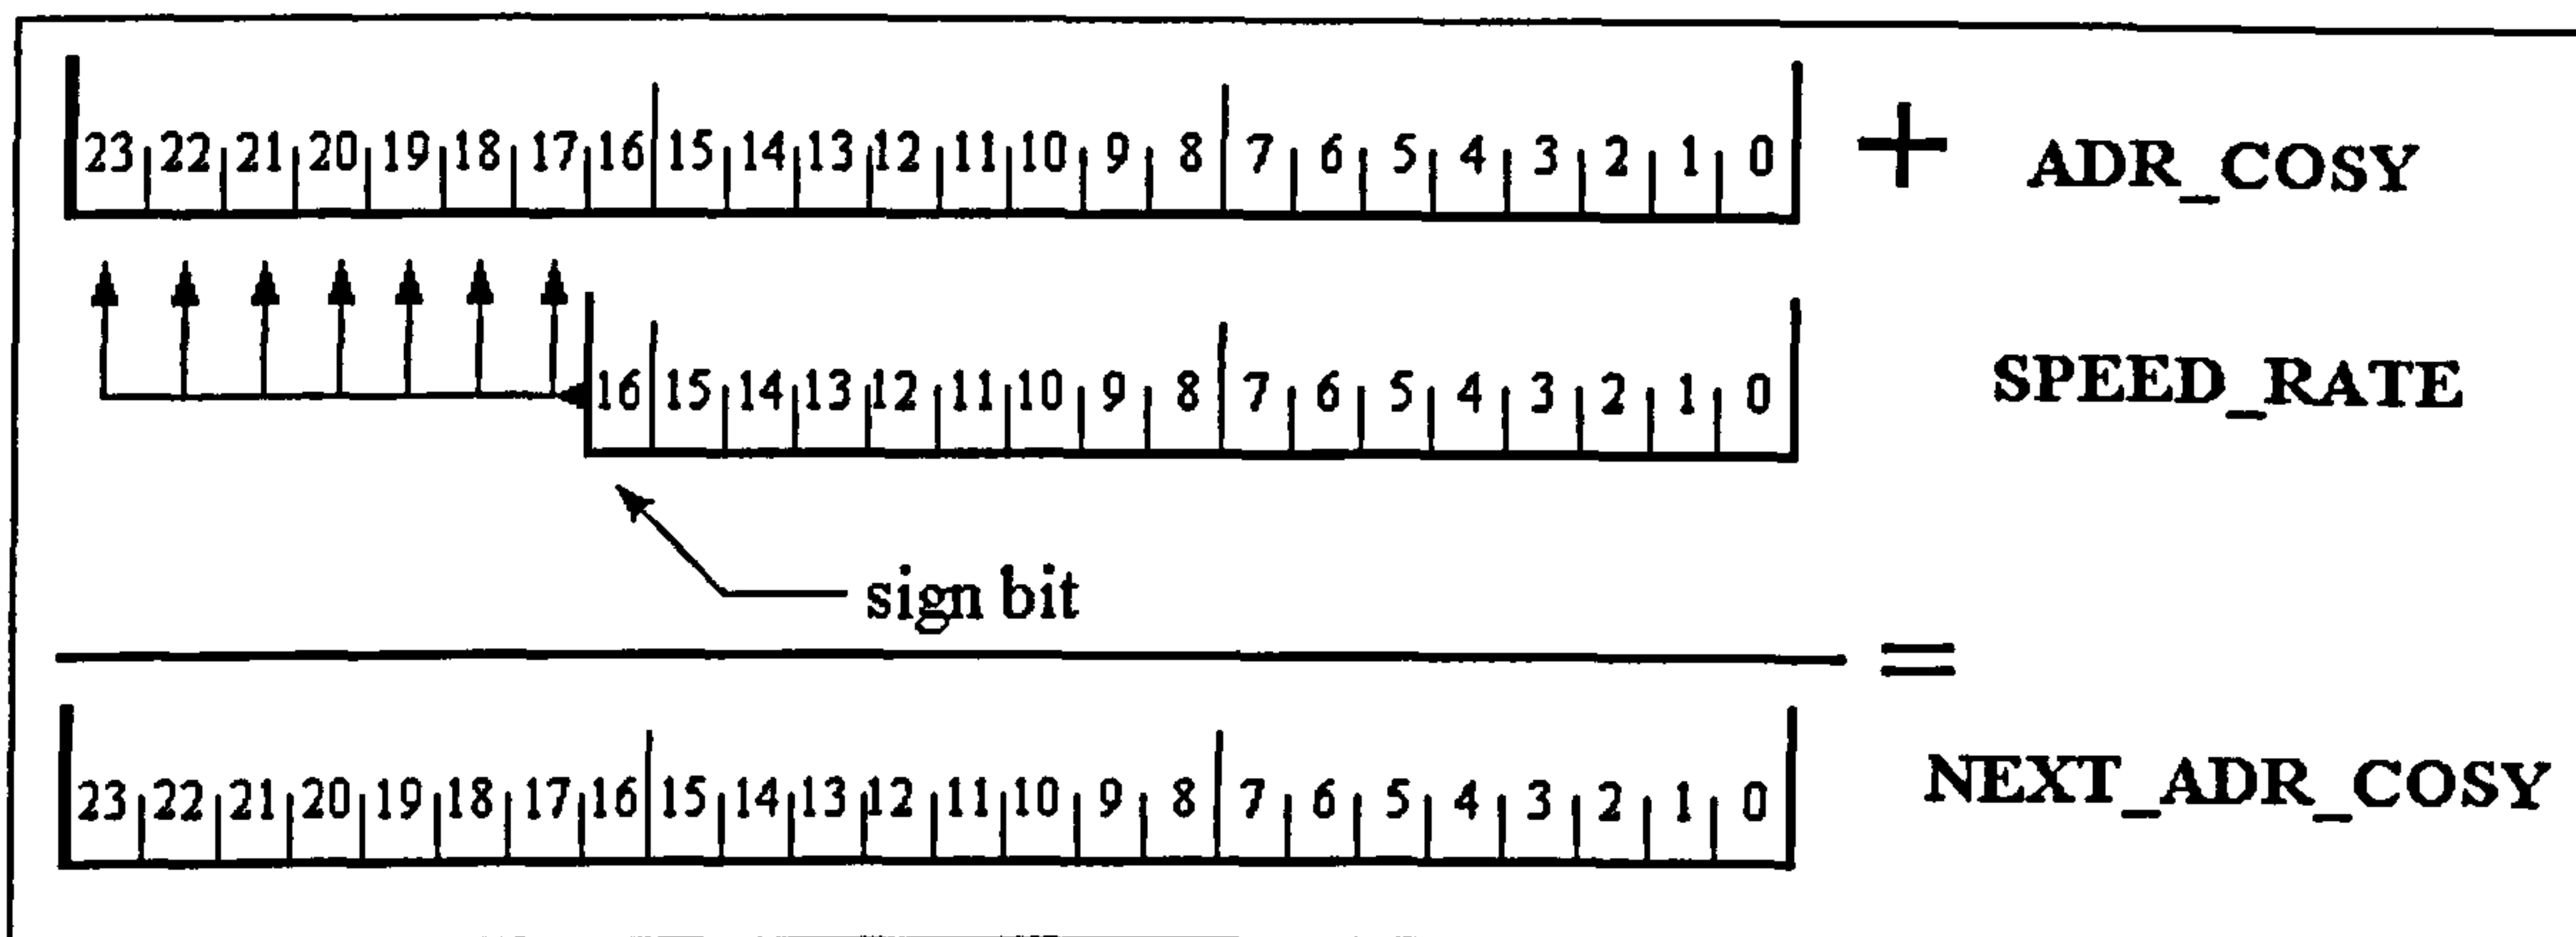 23 22 21 20 19 18 17 16 15 14 13 12 11 10 9 8 7 6 5 4 3 2 1 0 + ADR_COSY
16 15 14 13 12 11 10 9 8 7 6 5 4 3 2 1 0 SPEED_RATE
sign bit
=
23 22 21 20 19 18 17 16 15 14 13 12 11 10 9 8 7 6 5 4 3 2 1 0 NEXT_ADR_COSY